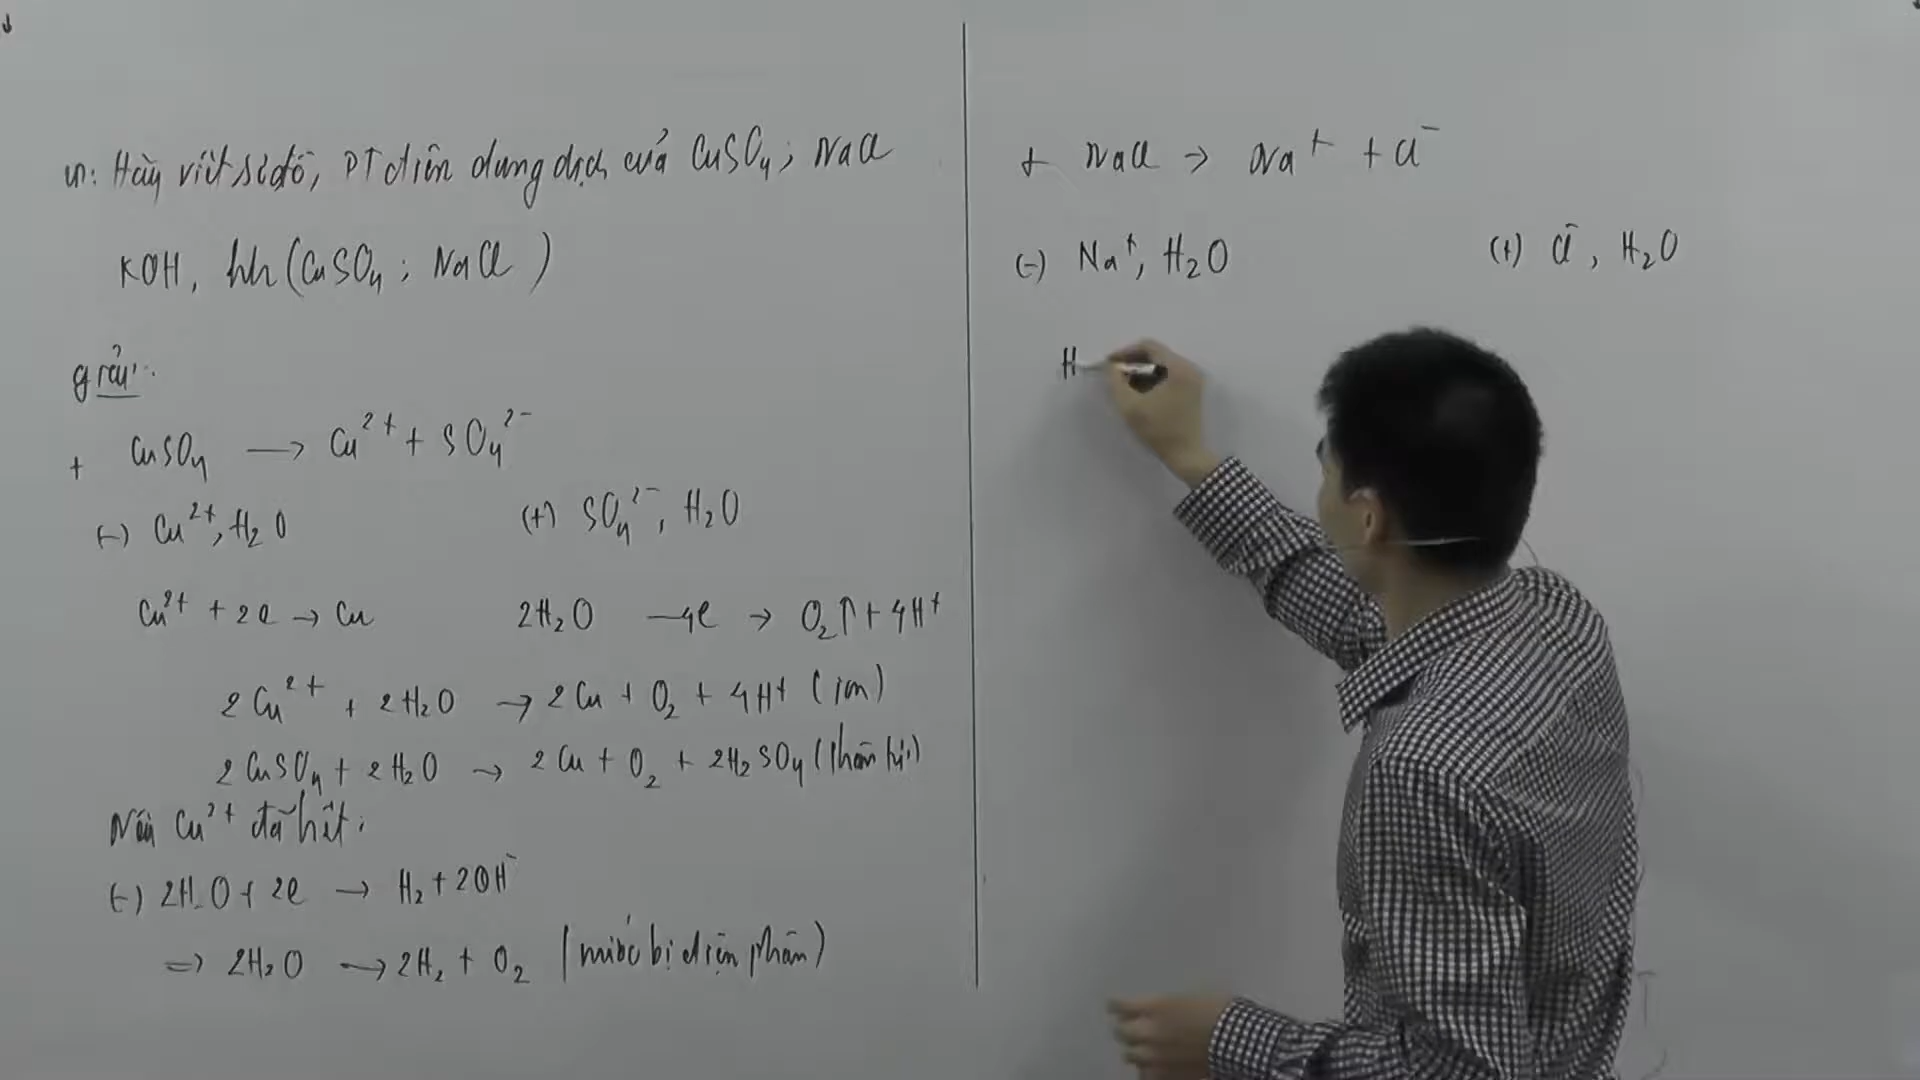 VD: Hãy viết sơ đồ, PT điện dung dịch của CuSO₄; NaCl
KOH, hh (CuSO₄; NaCl)
giải:
+ CuSO₄ → Cu²⁺ + SO₄²⁻
(-) Cu²⁺, H₂O (+) SO₄²⁻, H₂O
Cu²⁺ + 2e → Cu 2H₂O -4e → O₂↑ + 4H⁺
2Cu²⁺ + 2H₂O → 2Cu + O₂ + 4H⁺ (ion)
2CuSO₄ + 2H₂O → 2Cu + O₂ + 2H₂SO₄ (phân tử)
Nếu Cu²⁺ đã hết:
(-) 2H₂O + 2e → H₂ + 2OH⁻
⇒ 2H₂O → 2H₂ + O₂ (nước bị điện phân)
+ NaCl → Na⁺ + Cl⁻
(-) Na⁺, H₂O (+) Cl⁻, H₂O
H